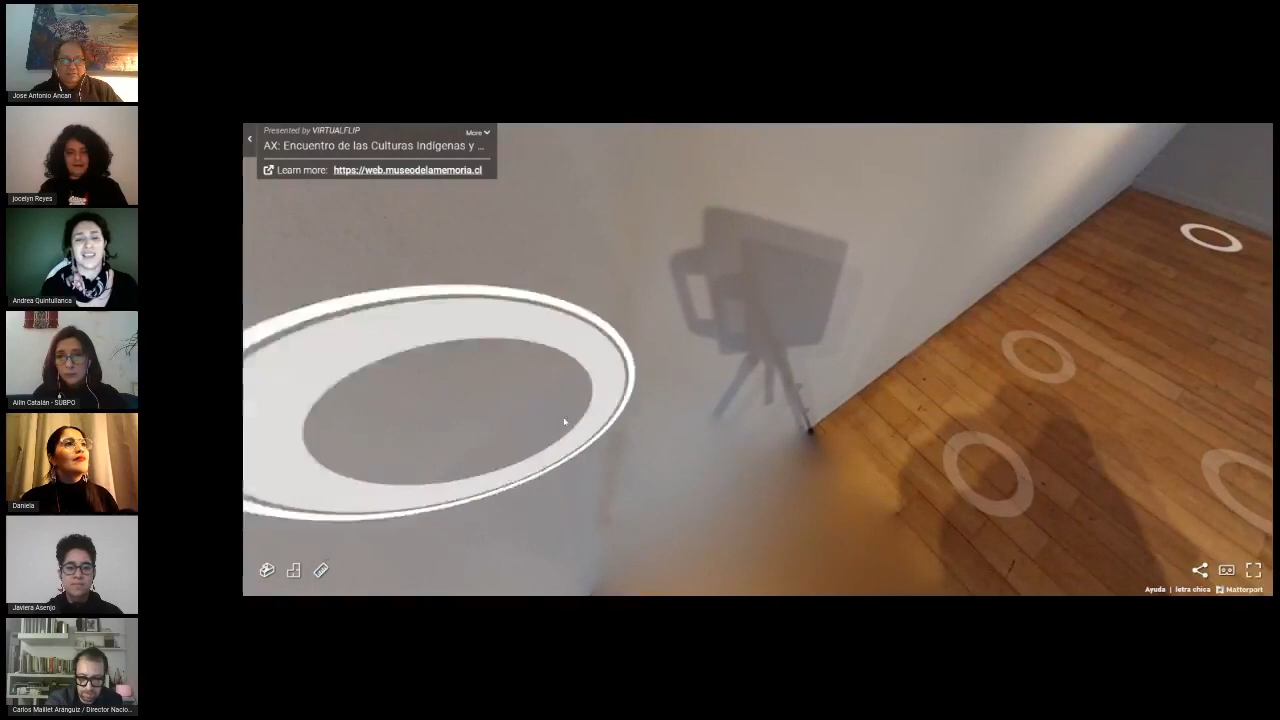 Jose Antonio Ancan
jocelyn Reyes
Andrea Quintullanca
Ailin Catalán - SUBPO
Daniela
Javiera Asenjo
Carlos Maillet Aránguiz / Director Nacio...
Presented by VIRTUALFLIP
More
AX: Encuentro de las Culturas Indígenas y ...
Learn more: https://web.museodelamemoria.cl
Ayuda | letra chica Matterport